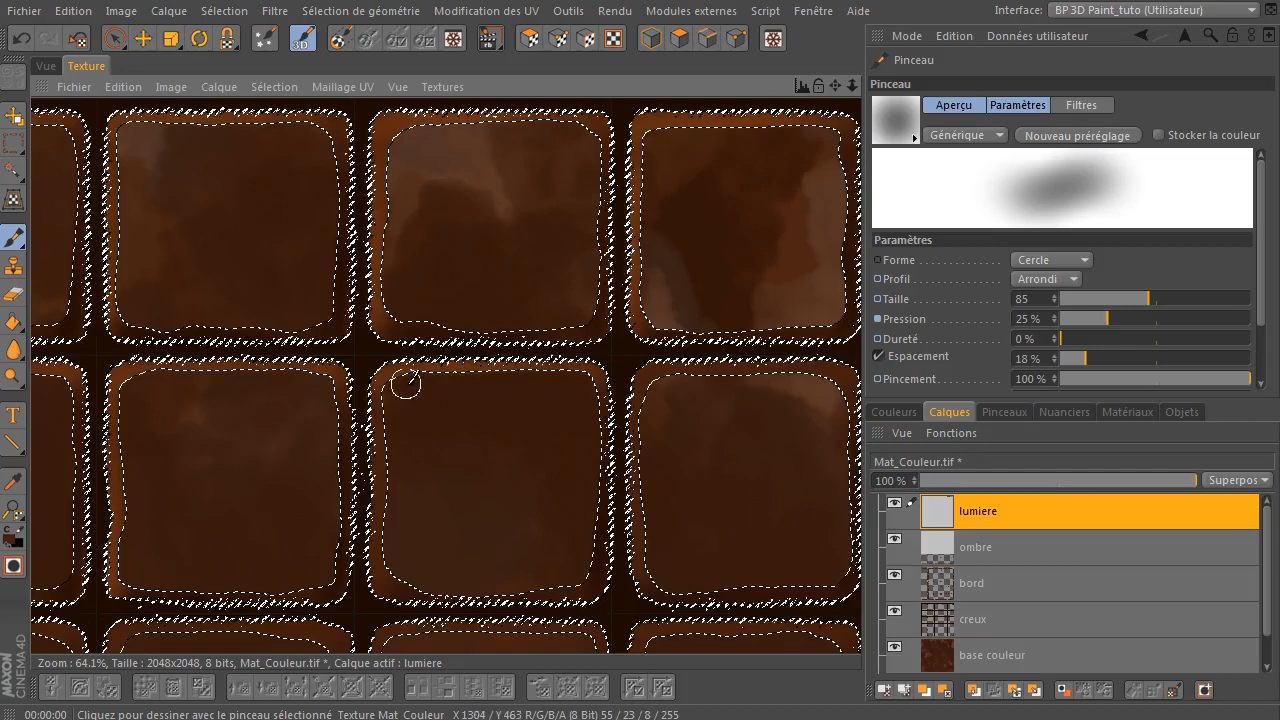 Fichier Edition Image Calque Sélection Filtre Sélection de géométrie Modification des UV Outils Rendu Modules externes Script Fenêtre Aide Interface: BP 3D Paint_tuto (Utilisateur)
3D
Mode Edition Données utilisateur
Vue Texture
Pinceau
Fichier Edition Image Calque Sélection Maillage UV Vue Textures
Pinceau
Aperçu Paramètres Filtres
Générique Nouveau préréglage Stocker la couleur
Paramètres
Forme Cercle
Profil Arrondi
Taille 85
Pression 25 %
Dureté 0 %
Espacement 18 %
Pincement 100 %
Couleurs Calques Pinceaux Nuanciers Matériaux Objets
Vue Fonctions
Mat_Couleur.tif *
100 % Superpos
lumiere
ombre
bord
creux
base couleur
T
C
Zoom : 64.1%, Taille : 2048x2048, 8 bits, Mat_Couleur.tif *, Calque actif : lumiere
MAXON CINEMA 4D
00:00:00 Cliquez pour dessiner avec le pinceau sélectionné Texture Mat_Couleur X 1304 / Y 463 R/G/B/A (8 Bit) 55 / 23 / 8 / 255